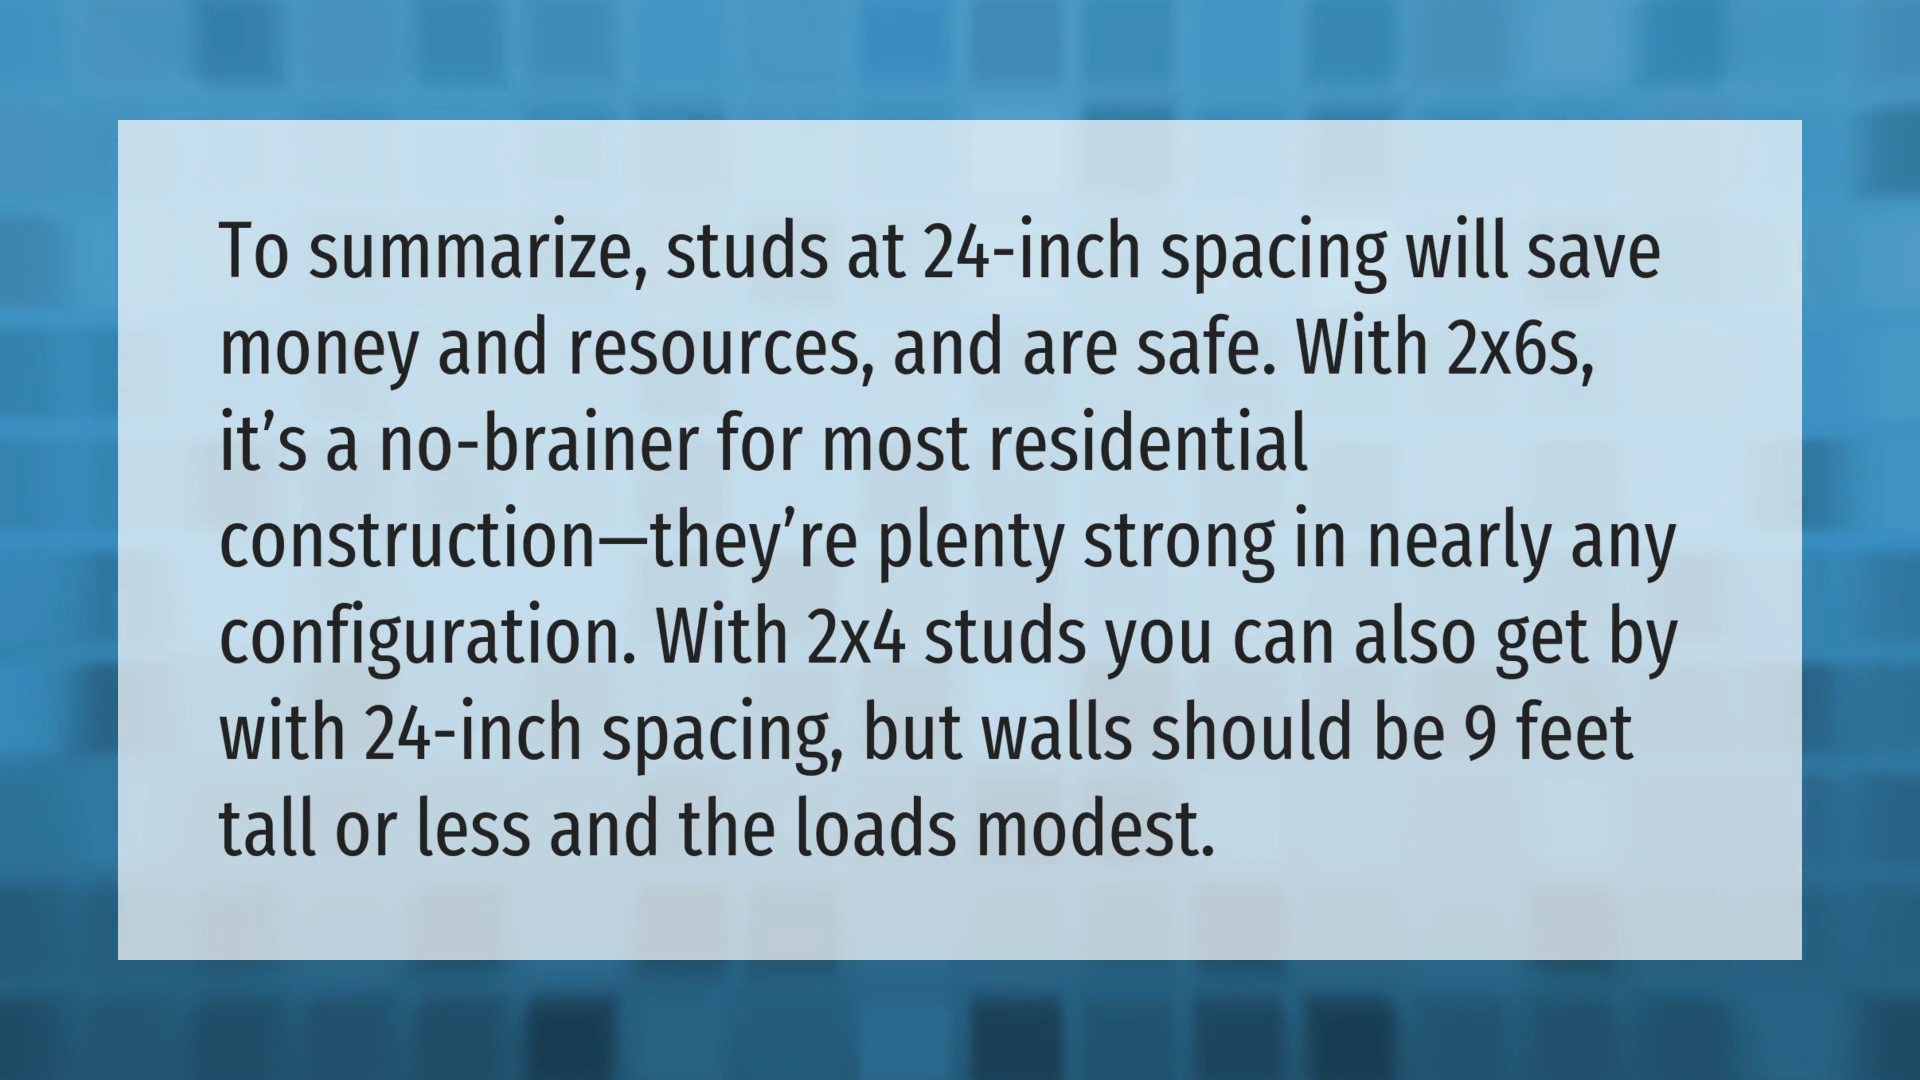 To summarize, studs at 24-inch spacing will save
money and resources, and are safe. With 2x6s,
it’s a no-brainer for most residential
construction—they’re plenty strong in nearly any
configuration. With 2x4 studs you can also get by
with 24-inch spacing, but walls should be 9 feet
tall or less and the loads modest.